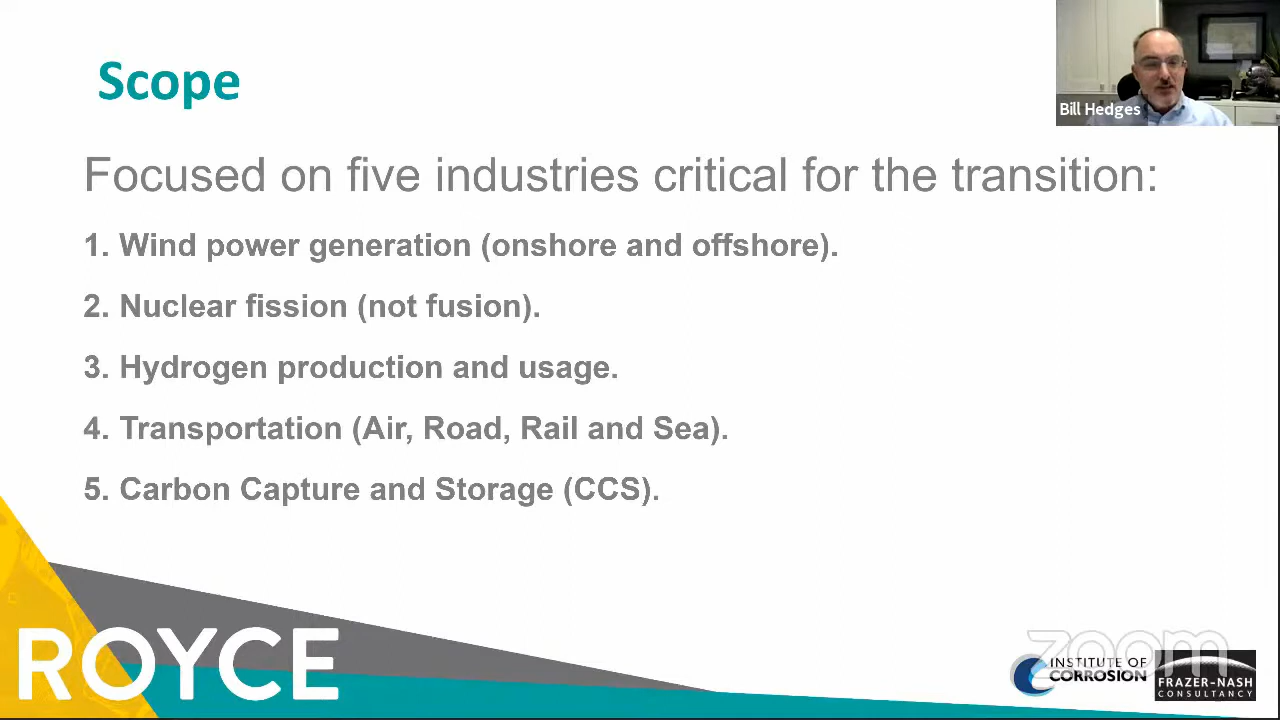 Scope
Bill Hedges
Focused on five industries critical for the transition:
1. Wind power generation (onshore and offshore).
2. Nuclear fission (not fusion).
3. Hydrogen production and usage.
4. Transportation (Air, Road, Rail and Sea).
5. Carbon Capture and Storage (CCS).
ROYCE
zoom
INSTITUTE OF
CORROSION
FRAZER-NASH
CONSULTANCY